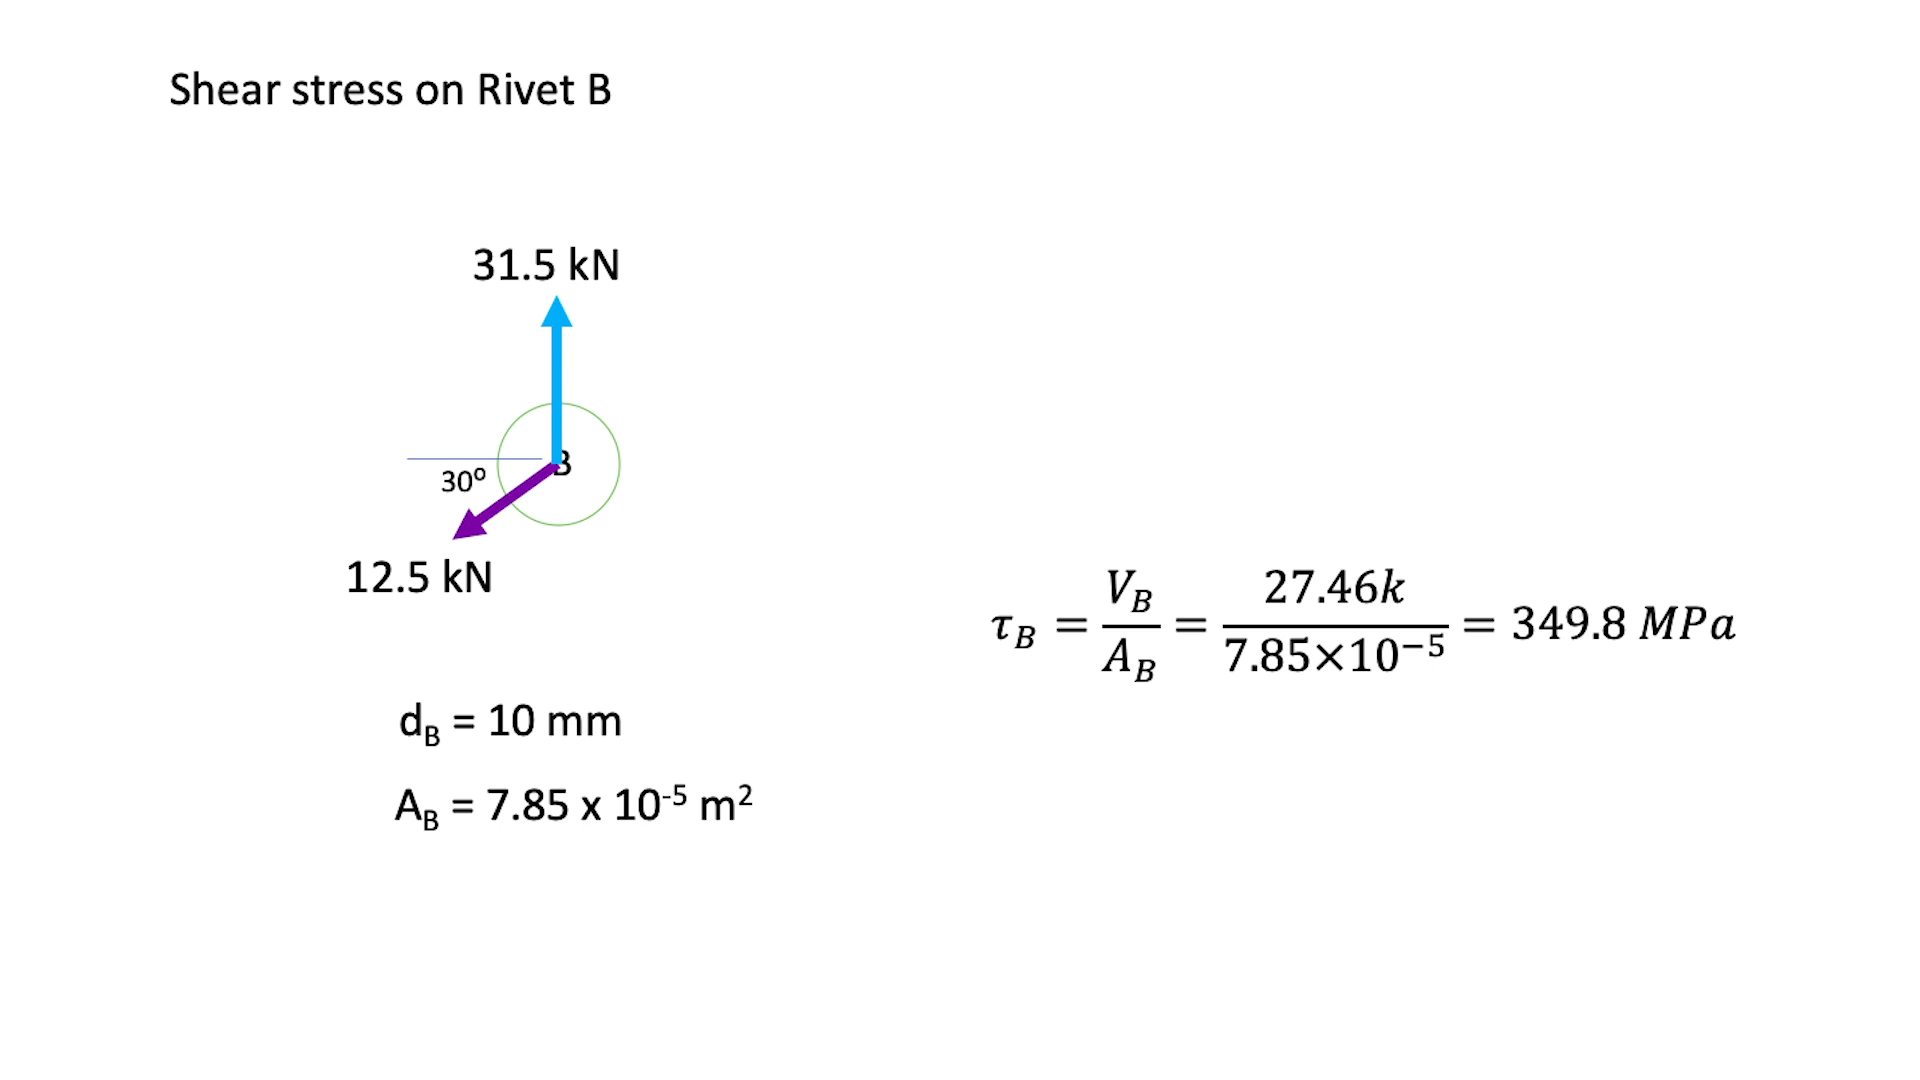 Shear stress on Rivet B
31.5 kN
B
30⁰
12.5 kN
τ_B = V_B / A_B = 27.46k / 7.85×10⁻⁵ = 349.8 MPa
d_B = 10 mm
A_B = 7.85 x 10⁻⁵ m²